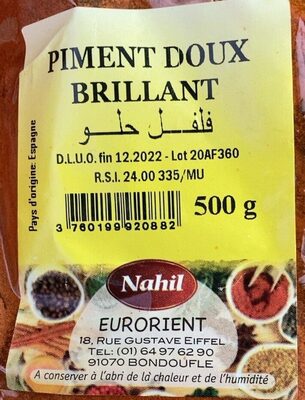 PIMENT DOUX
BRILLANT
فلفل حلو
D.L.U.O. fin 12.2022 - Lot 20AF360
R.S.I. 24.00 335/MU
Pays d'origine: Espagne
3 760199 920882
500 g
Nahil
EURORIENT
18, RUE GUSTAVE EIFFEL
TEL: (01) 64 97 62 90
91070 BONDOUFLE
A conserver à l'abri de la chaleur et de l'humidité